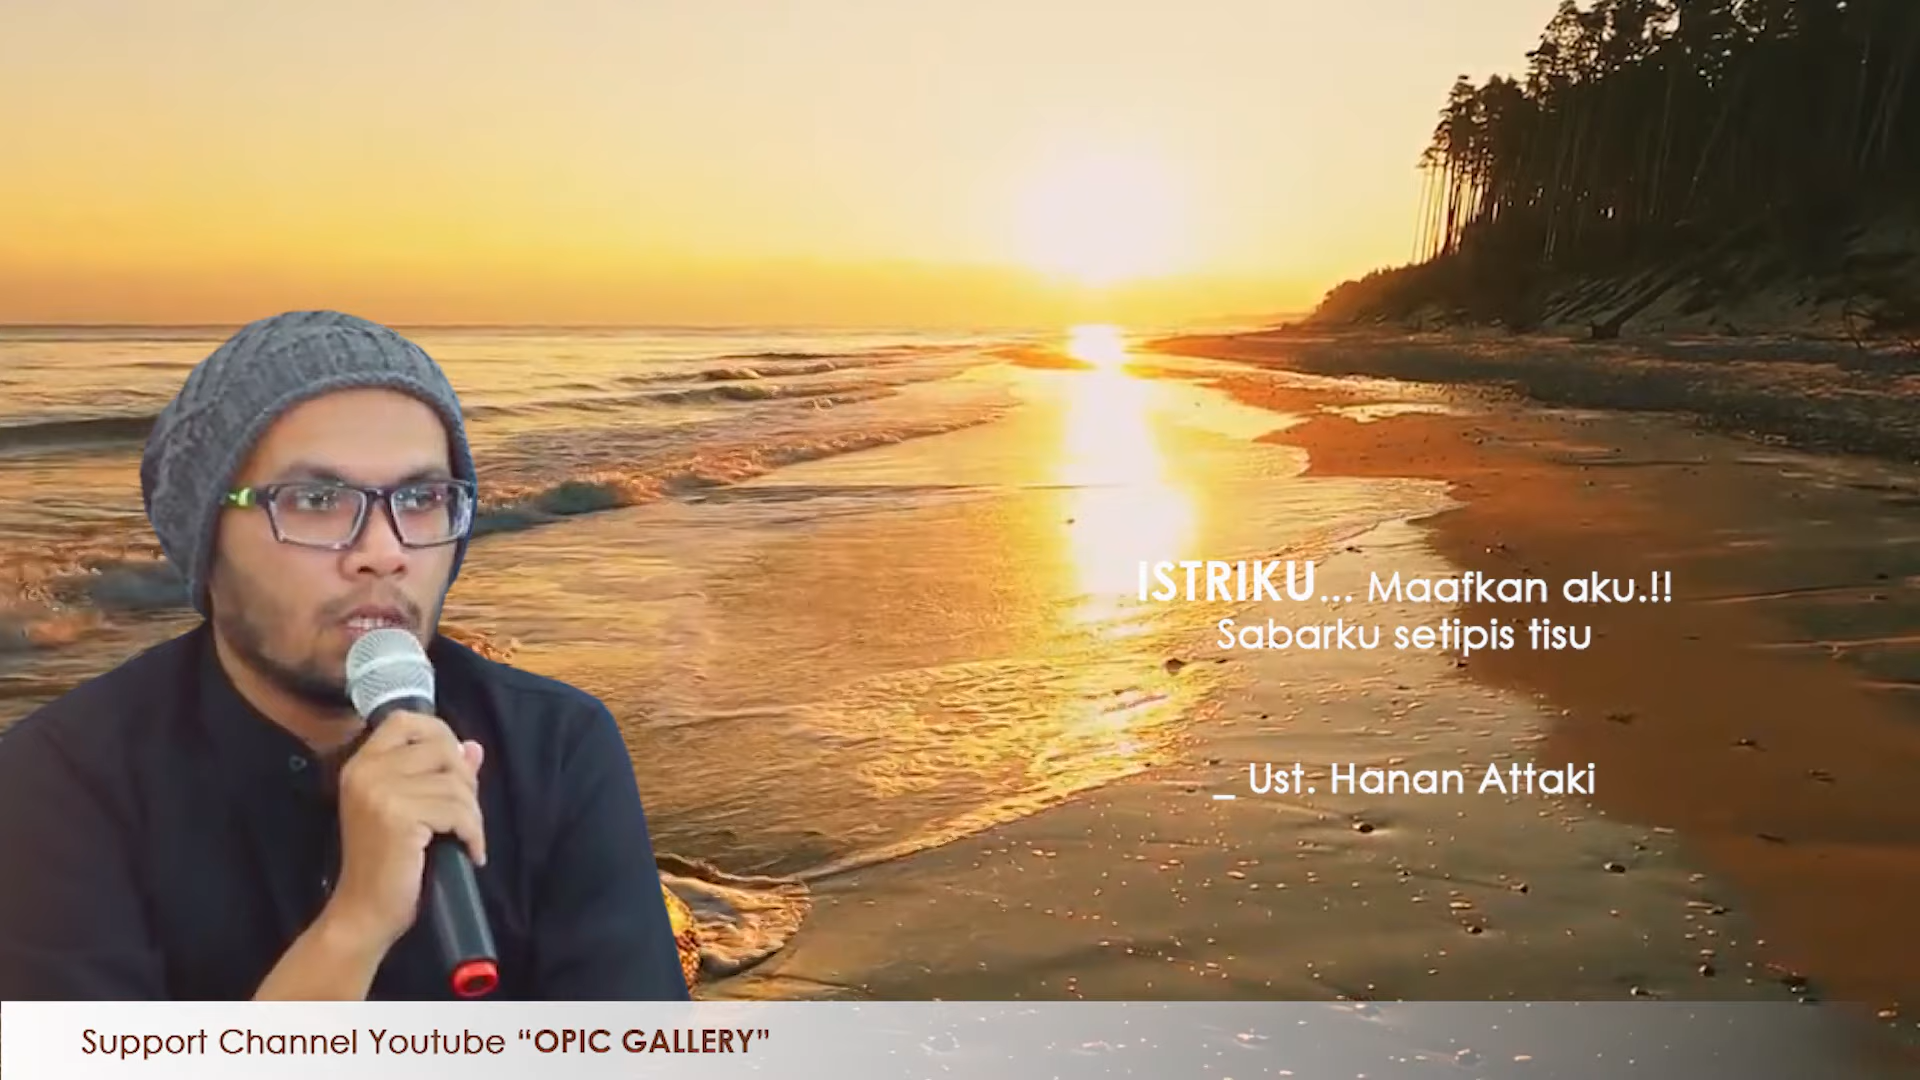 ISTRIKU... Maafkan aku.!!
Sabarku setipis tisu
_ Ust. Hanan Attaki
Support Channel Youtube “OPIC GALLERY”